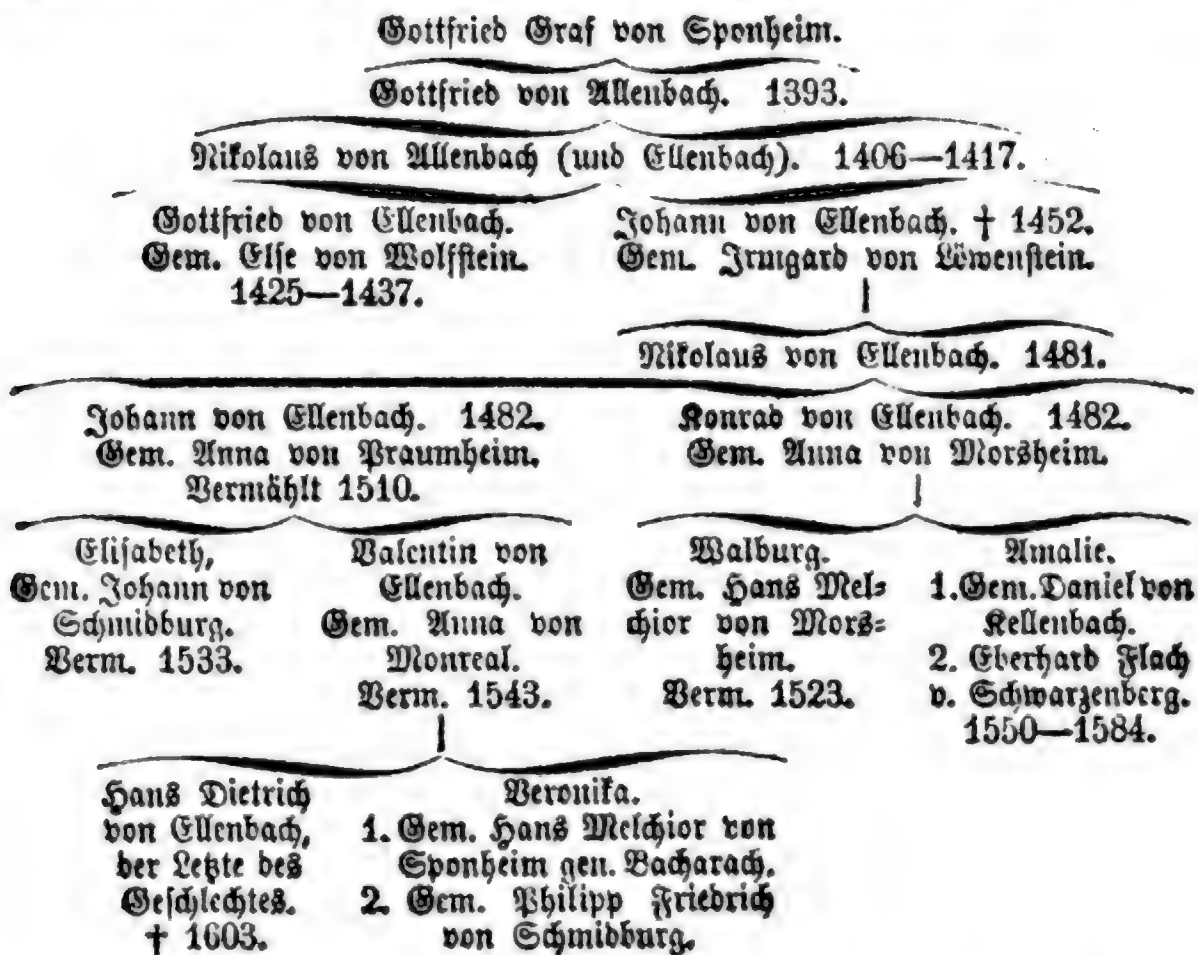 Gottfried Graf von Sponheim.
Gottfried von Allenbach. 1393.
Nikolaus von Allenbach (und Ellenbach). 1406—1417.
Gottfried von Ellenbach.
Gem. Else von Wolfstein.
1425—1437.
Johann von Ellenbach. † 1452.
Gem. Irmgard von Löwenstein.
Nikolaus von Ellenbach. 1481.
Johann von Ellenbach. 1482.
Gem. Anna von Praumheim.
Vermählt 1510.
Konrad von Ellenbach. 1482.
Gem. Anna von Morsheim.
Elisabeth,
Gem. Johann von
Schmidburg.
Verm. 1533.
Valentin von
Ellenbach.
Gem. Anna von
Monreal.
Verm. 1543.
Walburg.
Gem. Hans Mel-
chior von Mors-
heim.
Verm. 1523.
Amalie.
1. Gem. Daniel von
Kellenbach.
2. Eberhard Flach
v. Schwarzenberg.
1550—1584.
Hans Dietrich
von Ellenbach,
der Letzte des
Geschlechtes.
† 1603.
Veronika.
1. Gem. Hans Melchior von
Sponheim gen. Bacharach.
2. Gem. Philipp Friedrich
von Schmidburg.